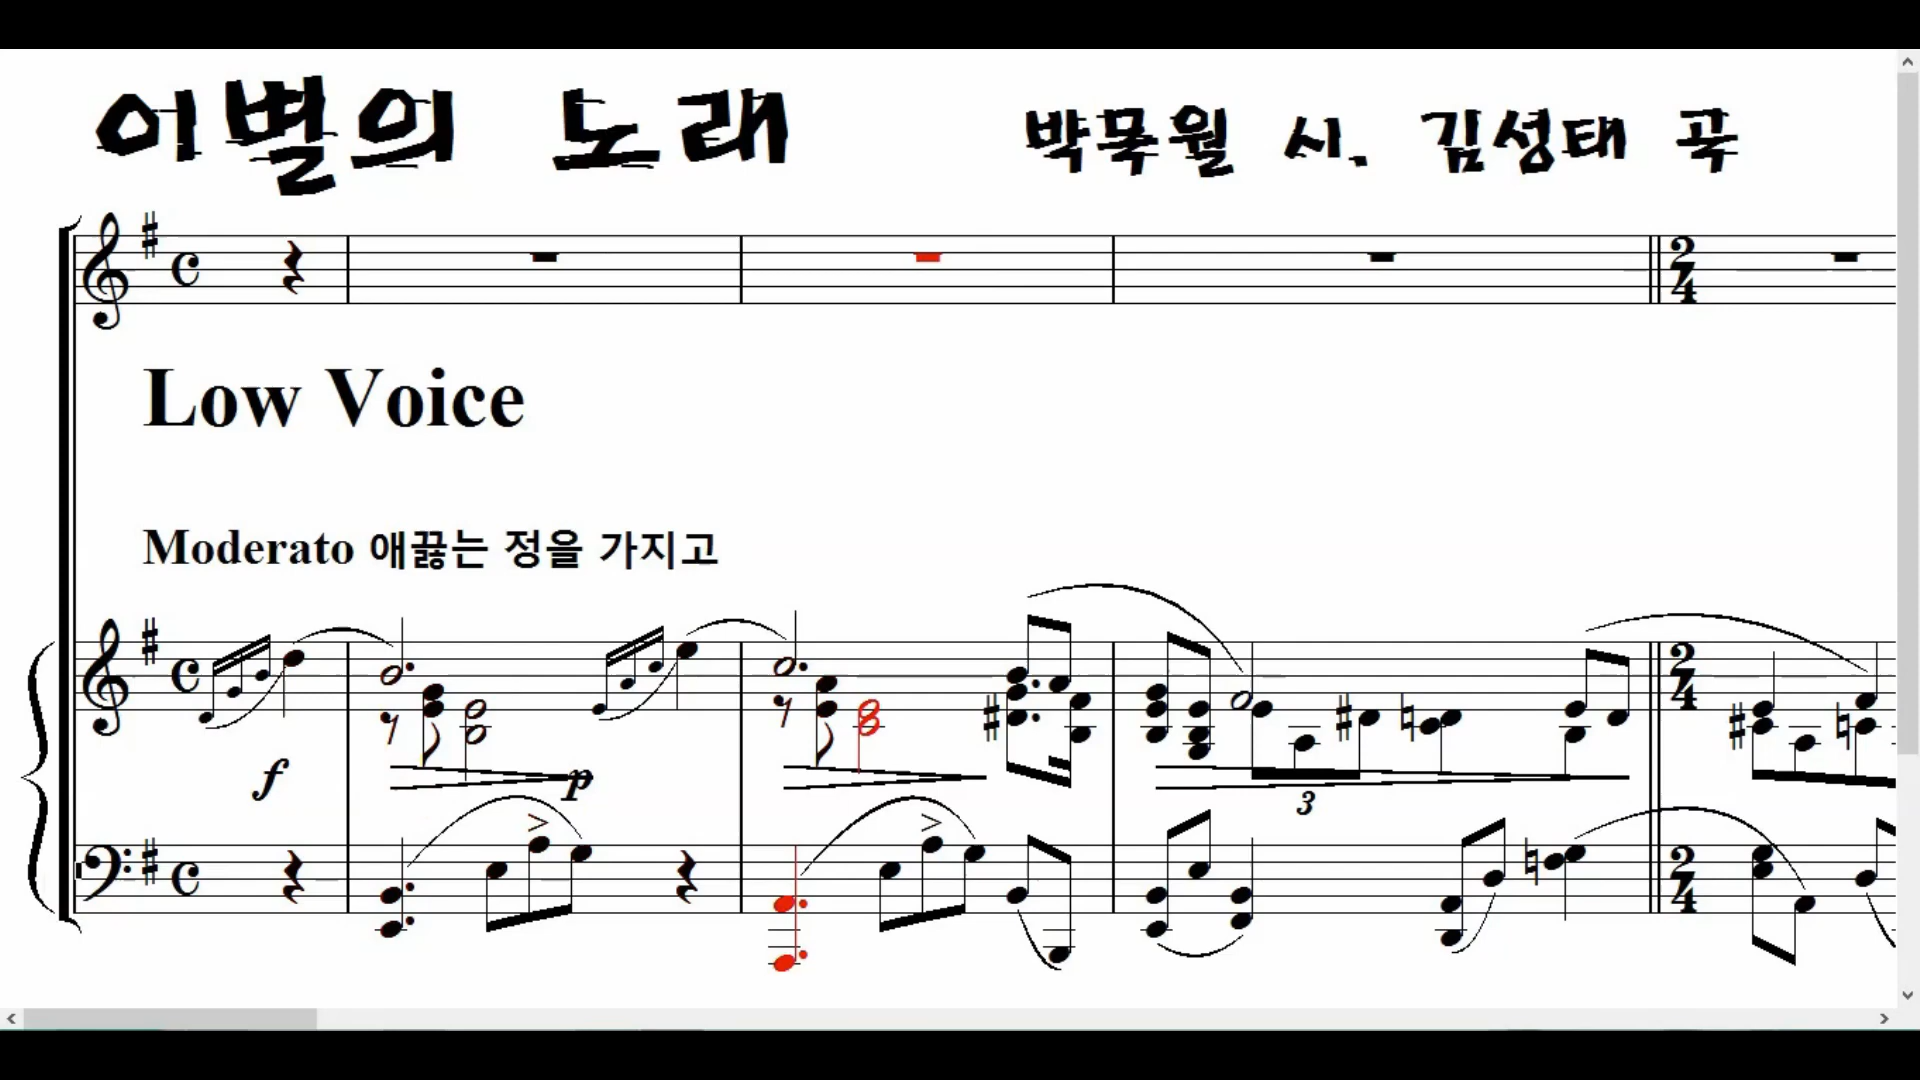 이별의 노래 박목월 시. 김성태 곡
Low Voice
Moderato 애끓는 정을 가지고
f p
3